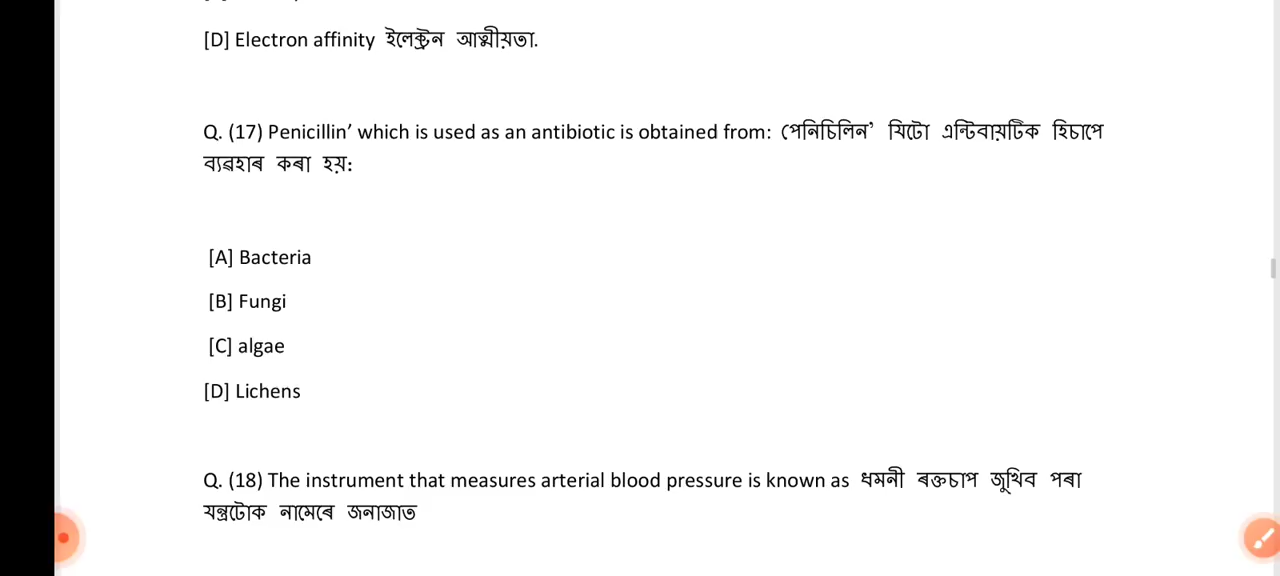 [D] Electron affinity ইলেক্ট্ৰন আত্মীয়তা.
Q. (17) Penicillin’ which is used as an antibiotic is obtained from: পেনিচিলিন’ যিটো এন্টিবায়টিক হিচাপে
ব্যৱহাৰ কৰা হয়:
[A] Bacteria
[B] Fungi
[C] algae
[D] Lichens
Q. (18) The instrument that measures arterial blood pressure is known as ধমনী ৰক্তচাপ জুখিব পৰা
যন্ত্ৰটোক নামেৰে জনাজাত